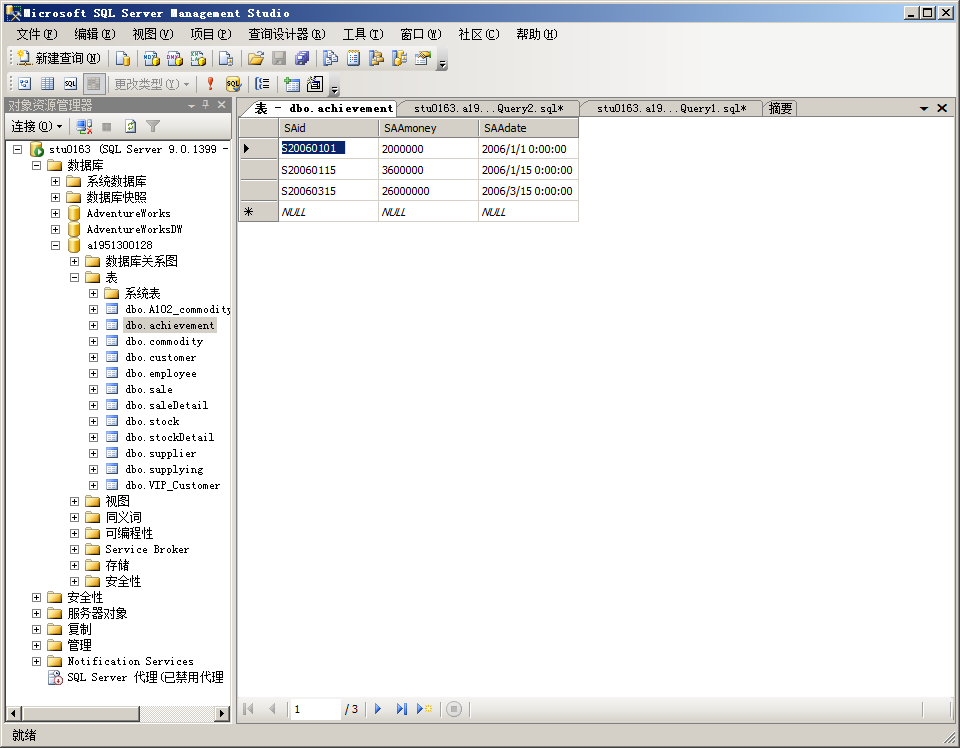 Microsoft SQL Server Management Studio
文件(F) 编辑(E) 视图(V) 项目(P) 查询设计器(R) 工具(T) 窗口(W) 社区(C) 帮助(H)
新建查询(N)
更改类型(Y)
对象资源管理器
连接(O)
stu0163 (SQL Server 9.0.1399 -
数据库
系统数据库
数据库快照
AdventureWorks
AdventureWorksDW
a1951300128
数据库关系图
表
系统表
dbo.A102_commodity
dbo.achievement
dbo.commodity
dbo.customer
dbo.employee
dbo.sale
dbo.saleDetail
dbo.stock
dbo.stockDetail
dbo.supplier
dbo.supplying
dbo.VIP_Customer
视图
同义词
可编程性
Service Broker
存储
安全性
安全性
服务器对象
复制
管理
Notification Services
SQL Server 代理(已禁用代理
表 - dbo.achievement stu0163.a19...Query2.sql* stu0163.a19...Query1.sql* 摘要
SAid SAAmoney SAAdate
S20060101 2000000 2006/1/1 0:00:00
S20060115 3600000 2006/1/15 0:00:00
S20060315 26000000 2006/3/15 0:00:00
NULL NULL NULL
1 / 3
就绪